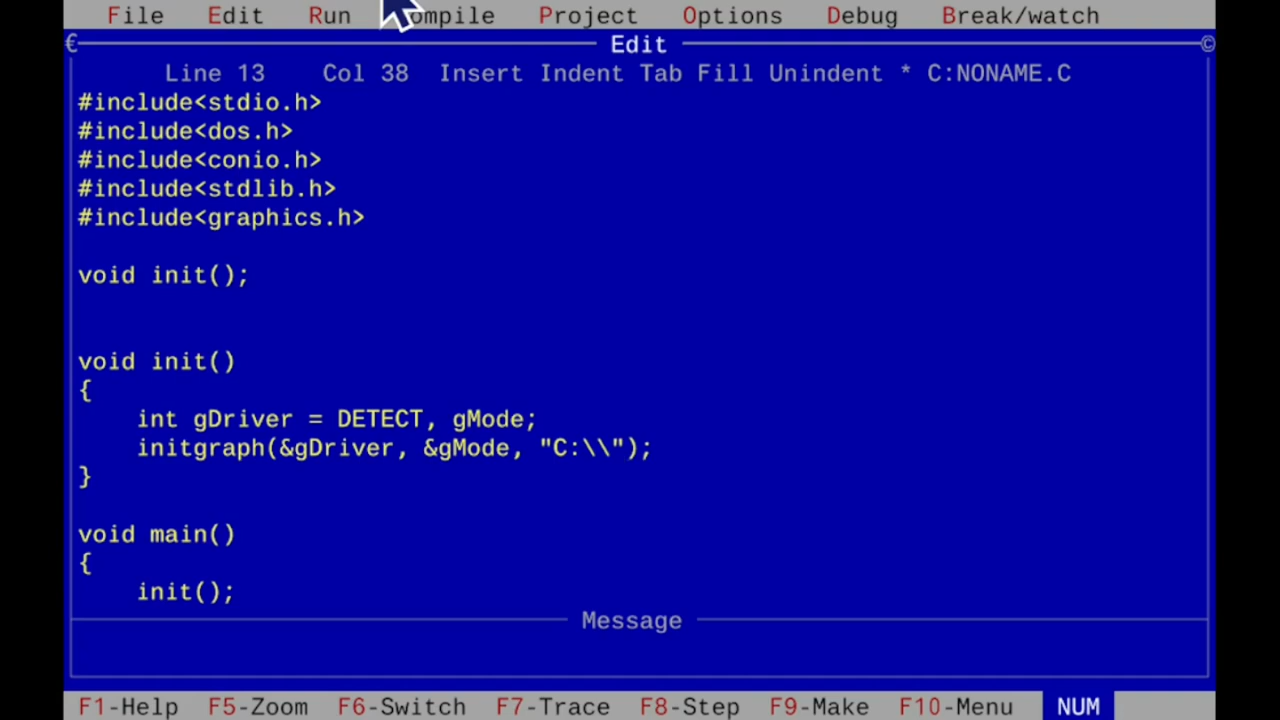 File Edit Run Compile Project Options Debug Break/watch
Edit
Line 13 Col 38 Insert Indent Tab Fill Unindent * C:NONAME.C
#include<stdio.h>
#include<dos.h>
#include<conio.h>
#include<stdlib.h>
#include<graphics.h>
void init();
void init()
{
int gDriver = DETECT, gMode;
initgraph(&gDriver, &gMode, "C:\\");
}
void main()
{
init();
Message
F1-Help F5-Zoom F6-Switch F7-Trace F8-Step F9-Make F10-Menu NUM